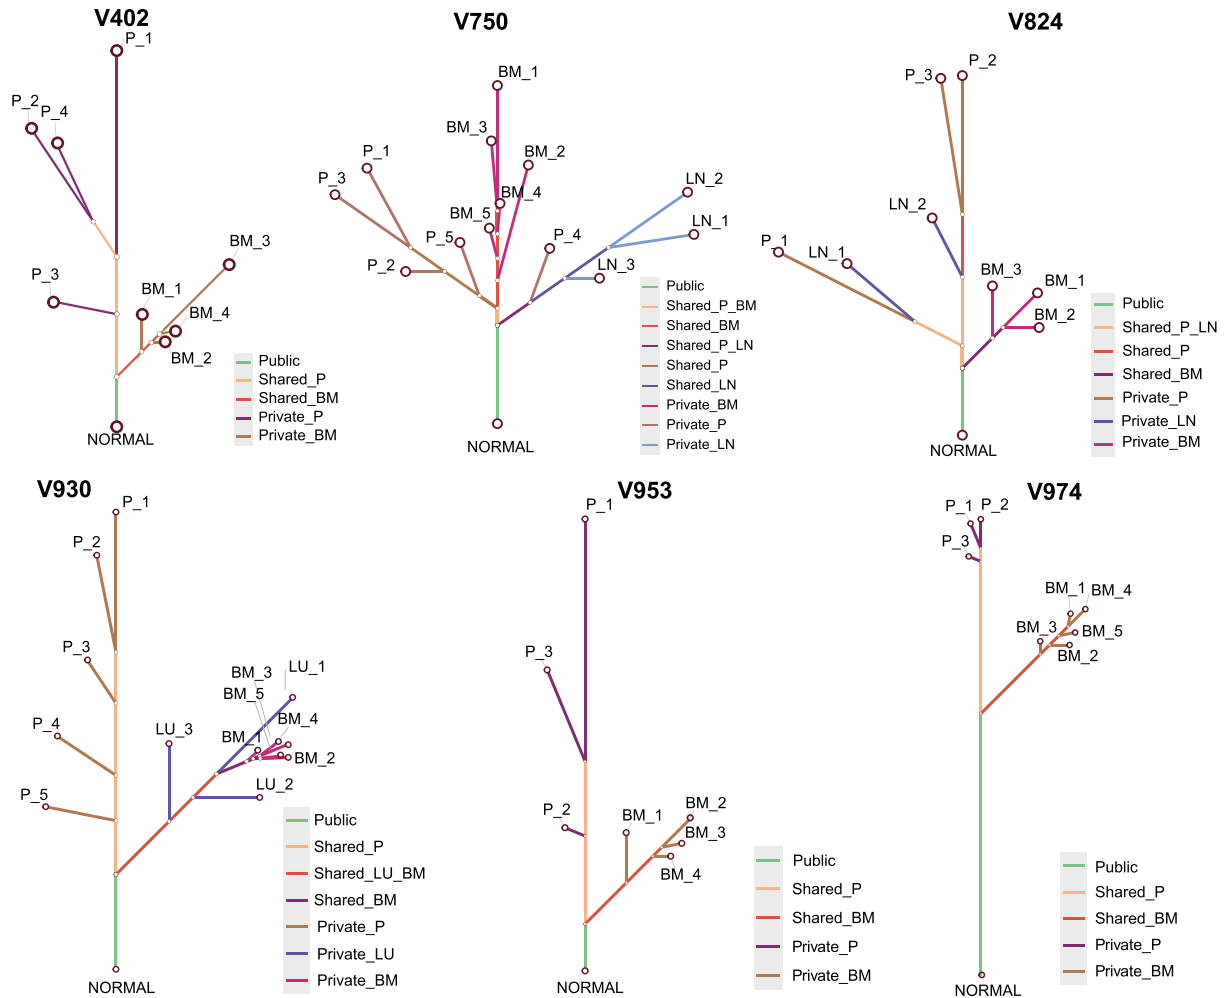 V402
P_1
P_2
P_4
P_3
BM_3
BM_1
BM_4
BM_2
NORMAL
Public
Shared_P
Shared_BM
Private_P
Private_BM
V750
BM_1
BM_3
BM_2
P_1
P_3
BM_4
BM_5
P_5
P_4
P_2
LN_2
LN_1
LN_3
NORMAL
Public
Shared_P_BM
Shared_BM
Shared_P_LN
Shared_P
Shared_LN
Private_BM
Private_P
Private_LN
V824
P_3
P_2
LN_2
P_1
LN_1
BM_3
BM_1
BM_2
NORMAL
Public
Shared_P_LN
Shared_P
Shared_BM
Private_P
Private_LN
Private_BM
V930
P_1
P_2
P_3
P_4
P_5
LU_3
BM_3
LU_1
BM_5
BM_4
BM_1
BM_2
LU_2
NORMAL
Public
Shared_P
Shared_LU_BM
Shared_BM
Private_P
Private_LU
Private_BM
V953
P_1
P_3
P_2
BM_1
BM_2
BM_3
BM_4
NORMAL
Public
Shared_P
Shared_BM
Private_P
Private_BM
V974
P_1
P_2
P_3
BM_1
BM_4
BM_3
BM_5
BM_2
NORMAL
Public
Shared_P
Shared_BM
Private_P
Private_BM